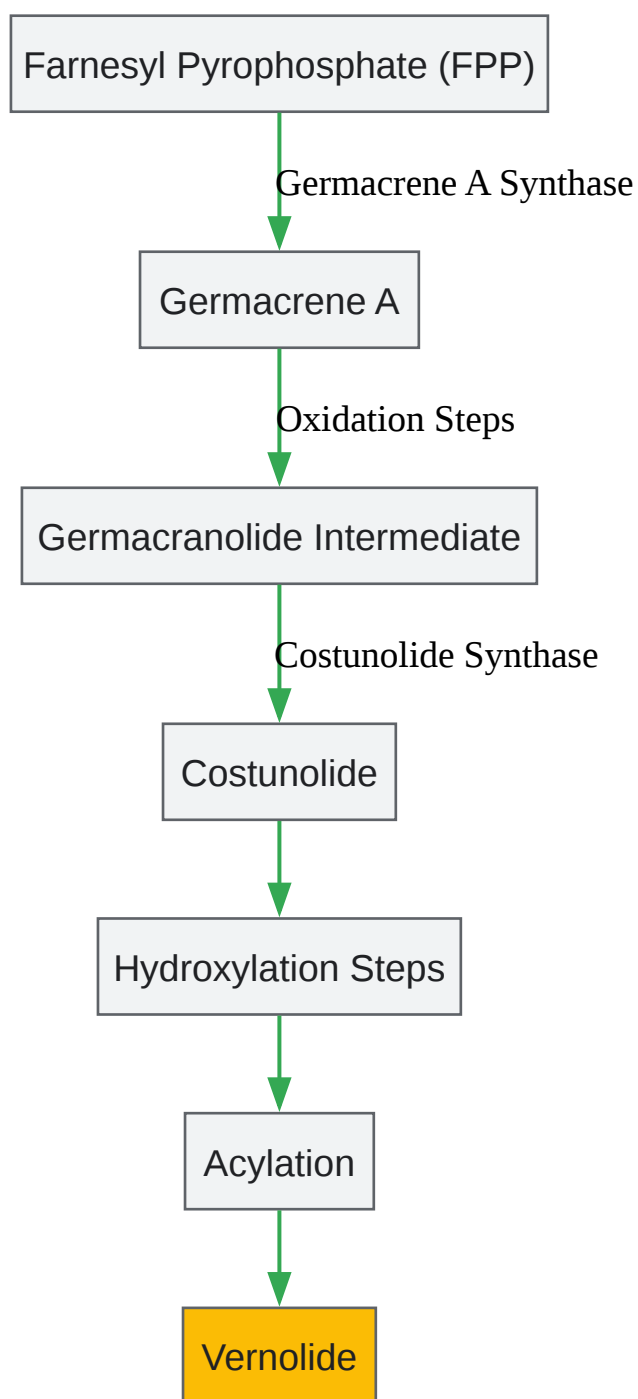 Farnesyl Pyrophosphate (FPP)
Germacrene A Synthase
Germacrene A
Oxidation Steps
Germacranolide Intermediate
Costunolide Synthase
Costunolide
Hydroxylation Steps
Acylation
Vernolide